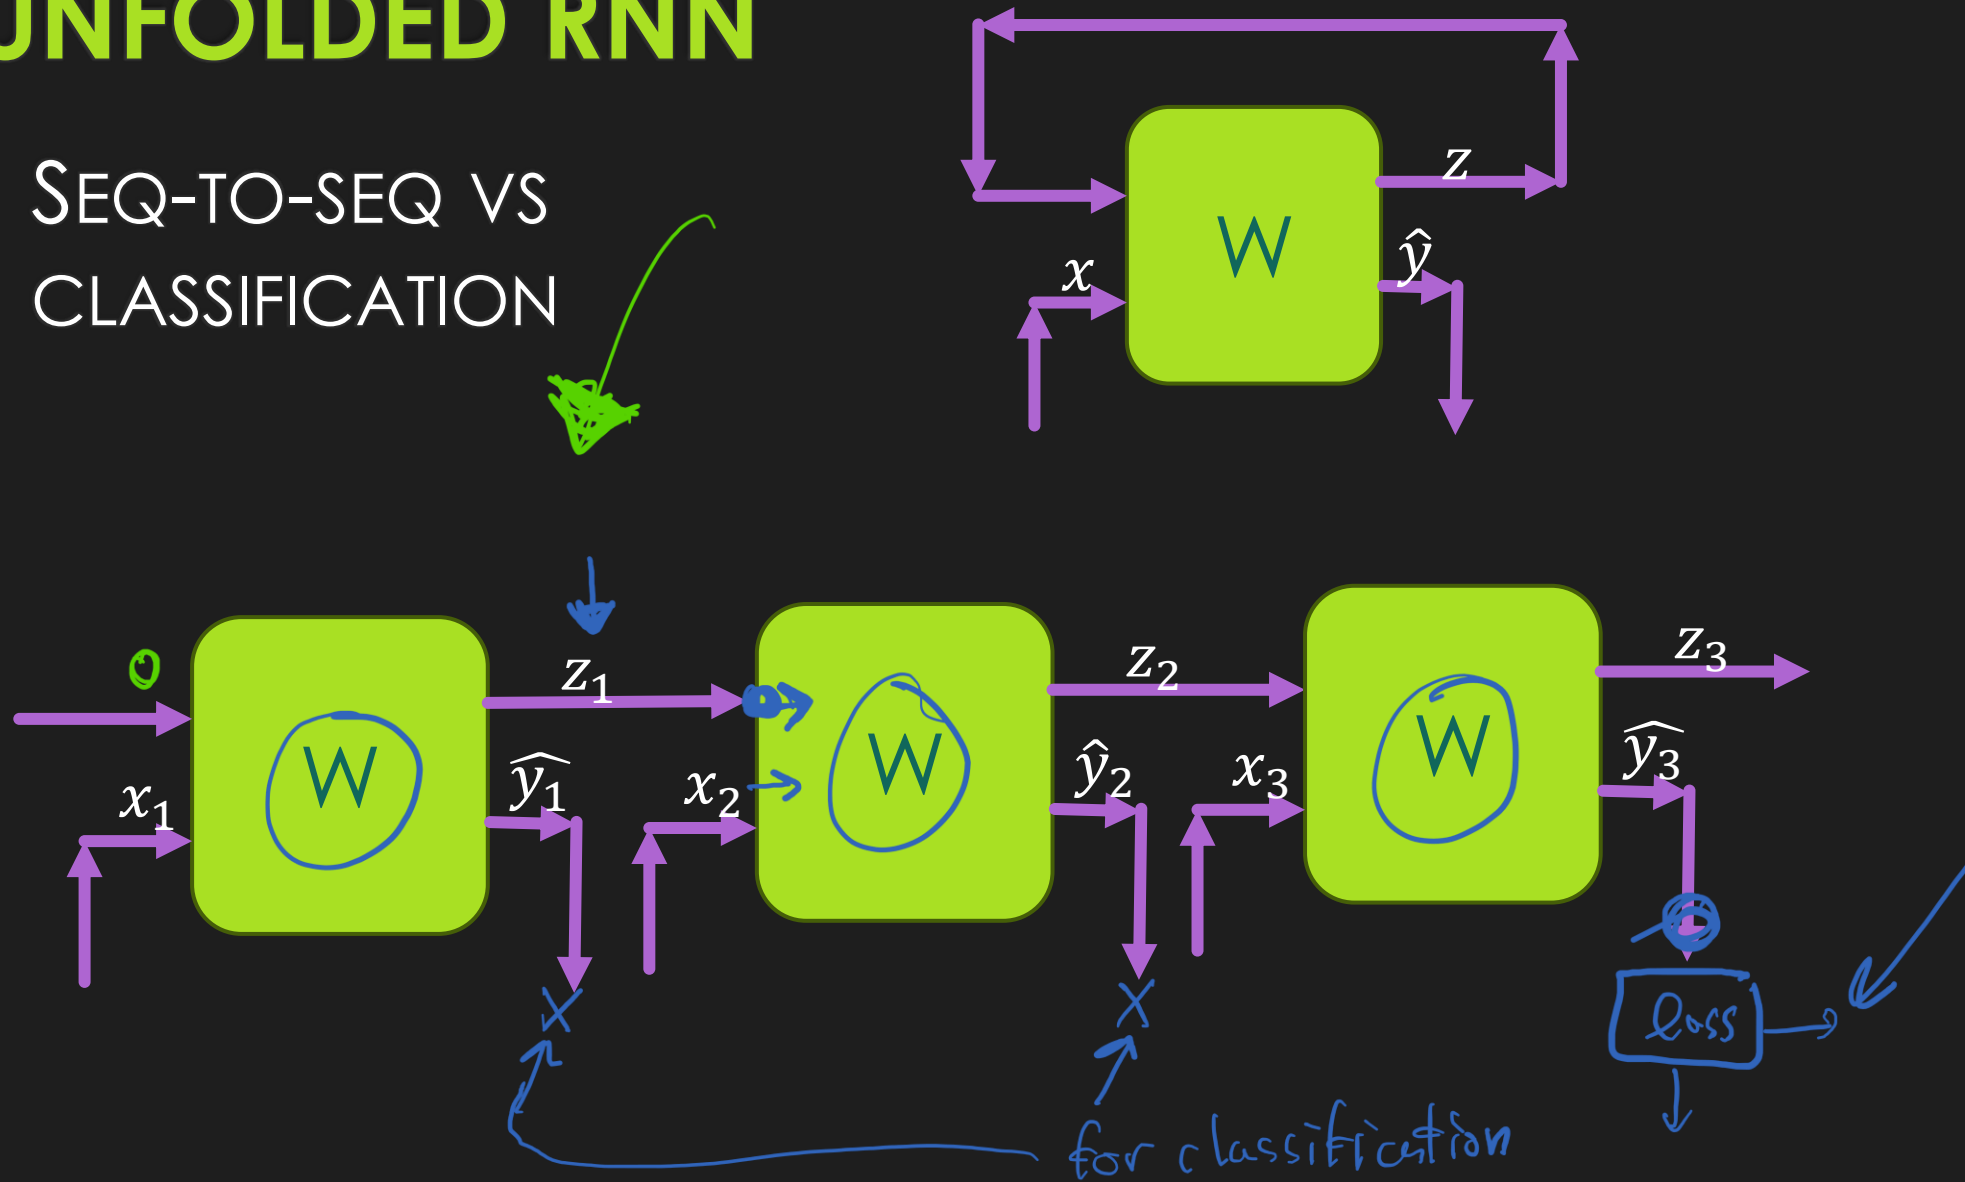 UNFOLDED RNN
SEQ-TO-SEQ VS
CLASSIFICATION
z
W
ŷ
x
0
z₁
z₂
z₃
W
W
W
x₁
ŷ₁
x₂
ŷ₂
x₃
ŷ₃
X
X
loss
for classification